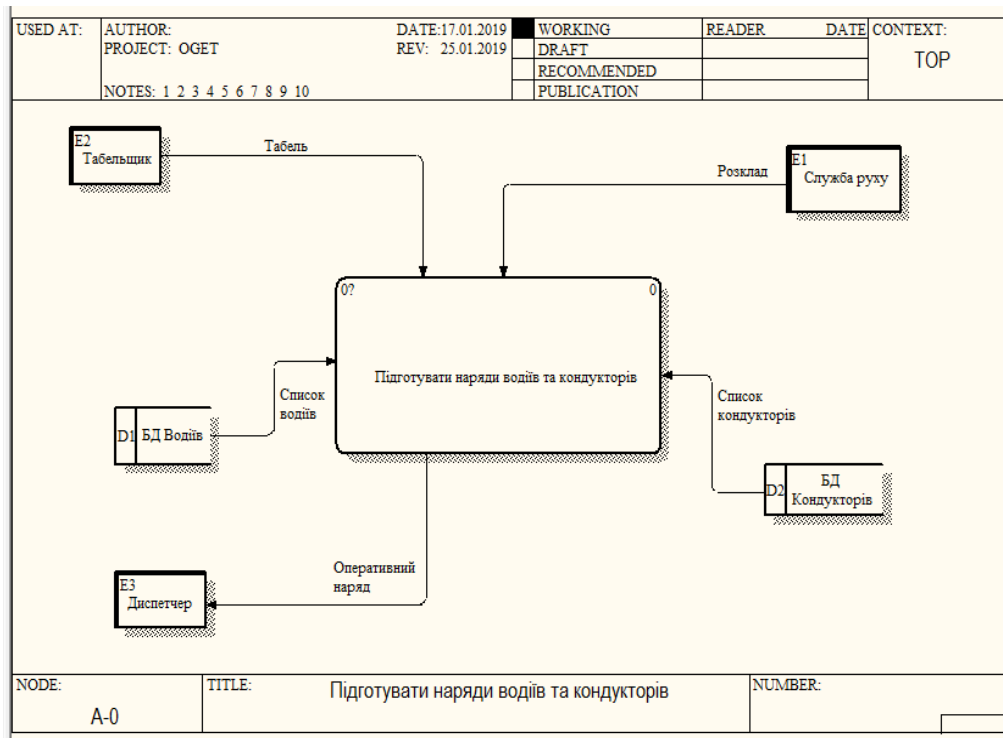 USED AT: AUTHOR: DATE:17.01.2019 WORKING READER DATE CONTEXT:
PROJECT: OGET REV: 25.01.2019 DRAFT
TOP
RECOMMENDED
NOTES: 1 2 3 4 5 6 7 8 9 10 PUBLICATION
E2
Табельщик
Табель
E1
Служба руху
Розклад
0? 0
Підготувати наряди водіїв та кондукторів
Список
водіїв
Список
кондукторів
D1 БД Водіїв
D2 БД
Кондукторів
Оперативний
наряд
E3
Диспетчер
NODE: TITLE: Підготувати наряди водіїв та кондукторів NUMBER:
A-0